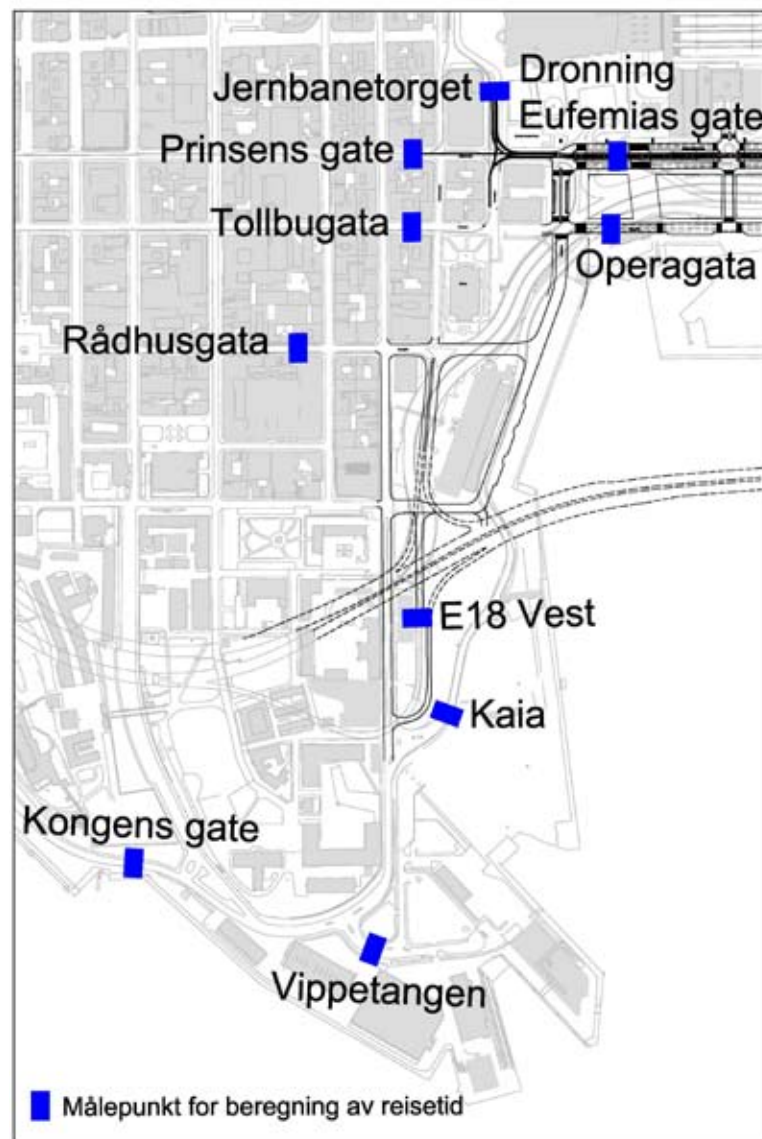 Jernbanetorget
Dronning
Eufemias gate
Prinsens gate
Tollbugata
Operagata
Rådhusgata
E18 Vest
Kaia
Kongens gate
Vippetangen
Målepunkt for beregning av reisetid